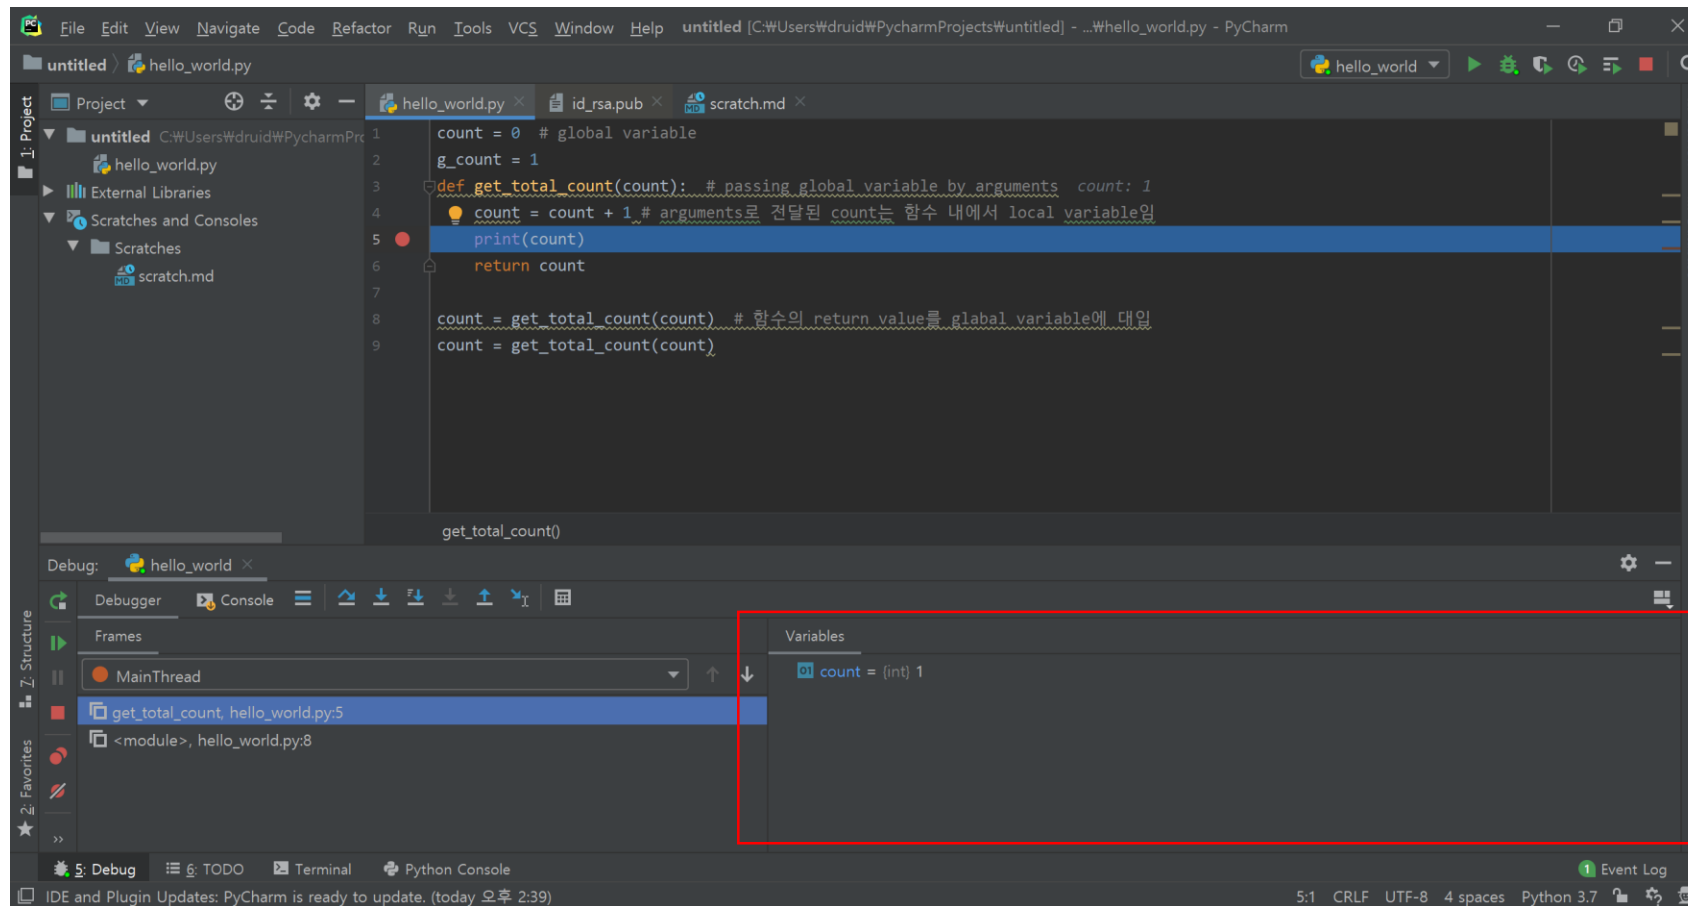 File Edit View Navigate Code Refactor Run Tools VCS Window Help untitled [C:₩Users₩druid₩PycharmProjects₩untitled] - ...₩hello_world.py - PyCharm
untitled hello_world.py
hello_world
1: Project
Project
hello_world.py id_rsa.pub scratch.md
untitled C:₩Users₩druid₩PycharmPro
hello_world.py
External Libraries
Scratches and Consoles
Scratches
scratch.md
1 count = 0 # global variable
2 g_count = 1
3 def get_total_count(count): # passing global variable by arguments count: 1
4 count = count + 1 # arguments로 전달된 count는 함수 내에서 local variable임
5 print(count)
6 return count
7
8 count = get_total_count(count) # 함수의 return value를 glabal variable에 대입
9 count = get_total_count(count)
get_total_count()
Debug: hello_world
Debugger Console
Frames
Variables
MainThread
count = {int} 1
get_total_count, hello_world.py:5
<module>, hello_world.py:8
Z: Structure
2: Favorites
5: Debug 6: TODO Terminal Python Console
1 Event Log
IDE and Plugin Updates: PyCharm is ready to update. (today 오후 2:39)
5:1 CRLF UTF-8 4 spaces Python 3.7